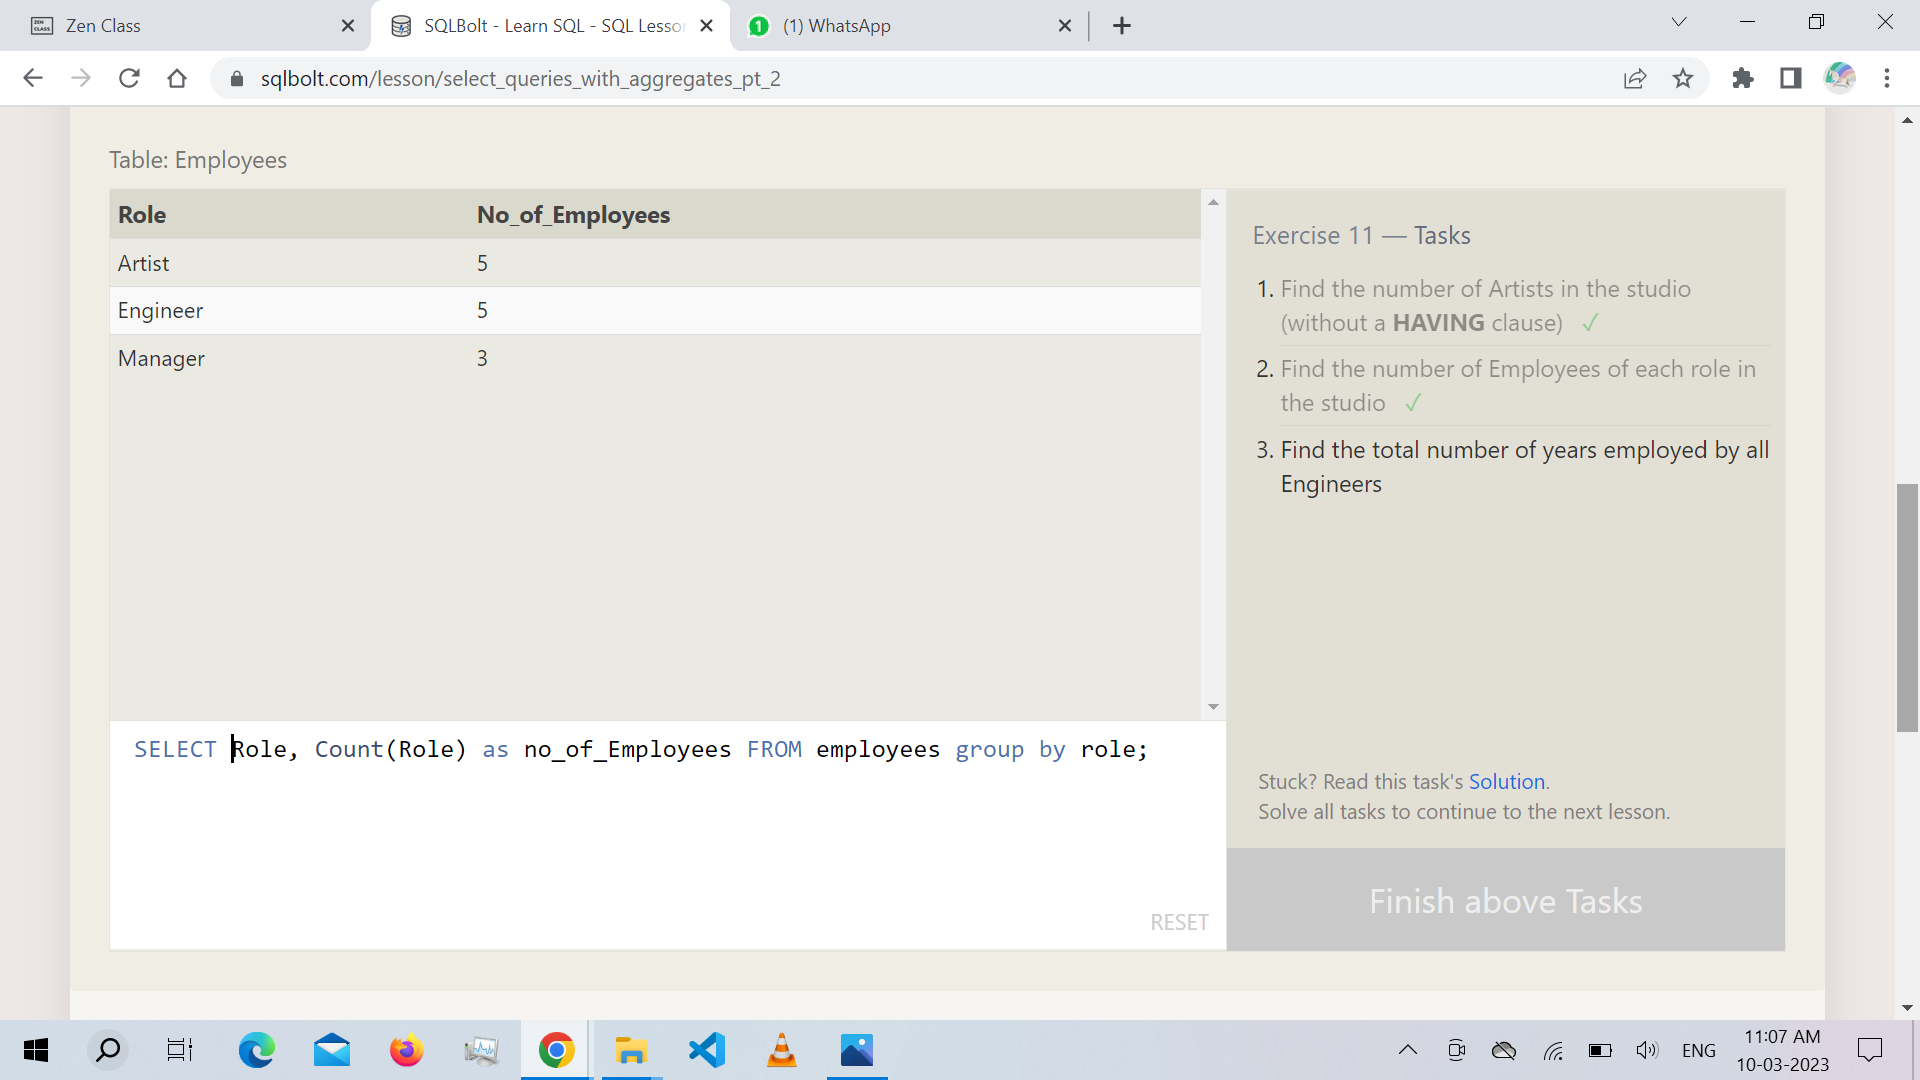 ZEN CLASS Zen Class
SQLBolt - Learn SQL - SQL Lesso
1 (1) WhatsApp
sqlbolt.com/lesson/select_queries_with_aggregates_pt_2
Table: Employees
Role No_of_Employees
Artist 5
Engineer 5
Manager 3
SELECT Role, Count(Role) as no_of_Employees FROM employees group by role;
RESET
Exercise 11 — Tasks
1. Find the number of Artists in the studio
(without a HAVING clause) ✓
2. Find the number of Employees of each role in
the studio ✓
3. Find the total number of years employed by all
Engineers
Stuck? Read this task's Solution.
Solve all tasks to continue to the next lesson.
Finish above Tasks
ENG
11:07 AM
10-03-2023